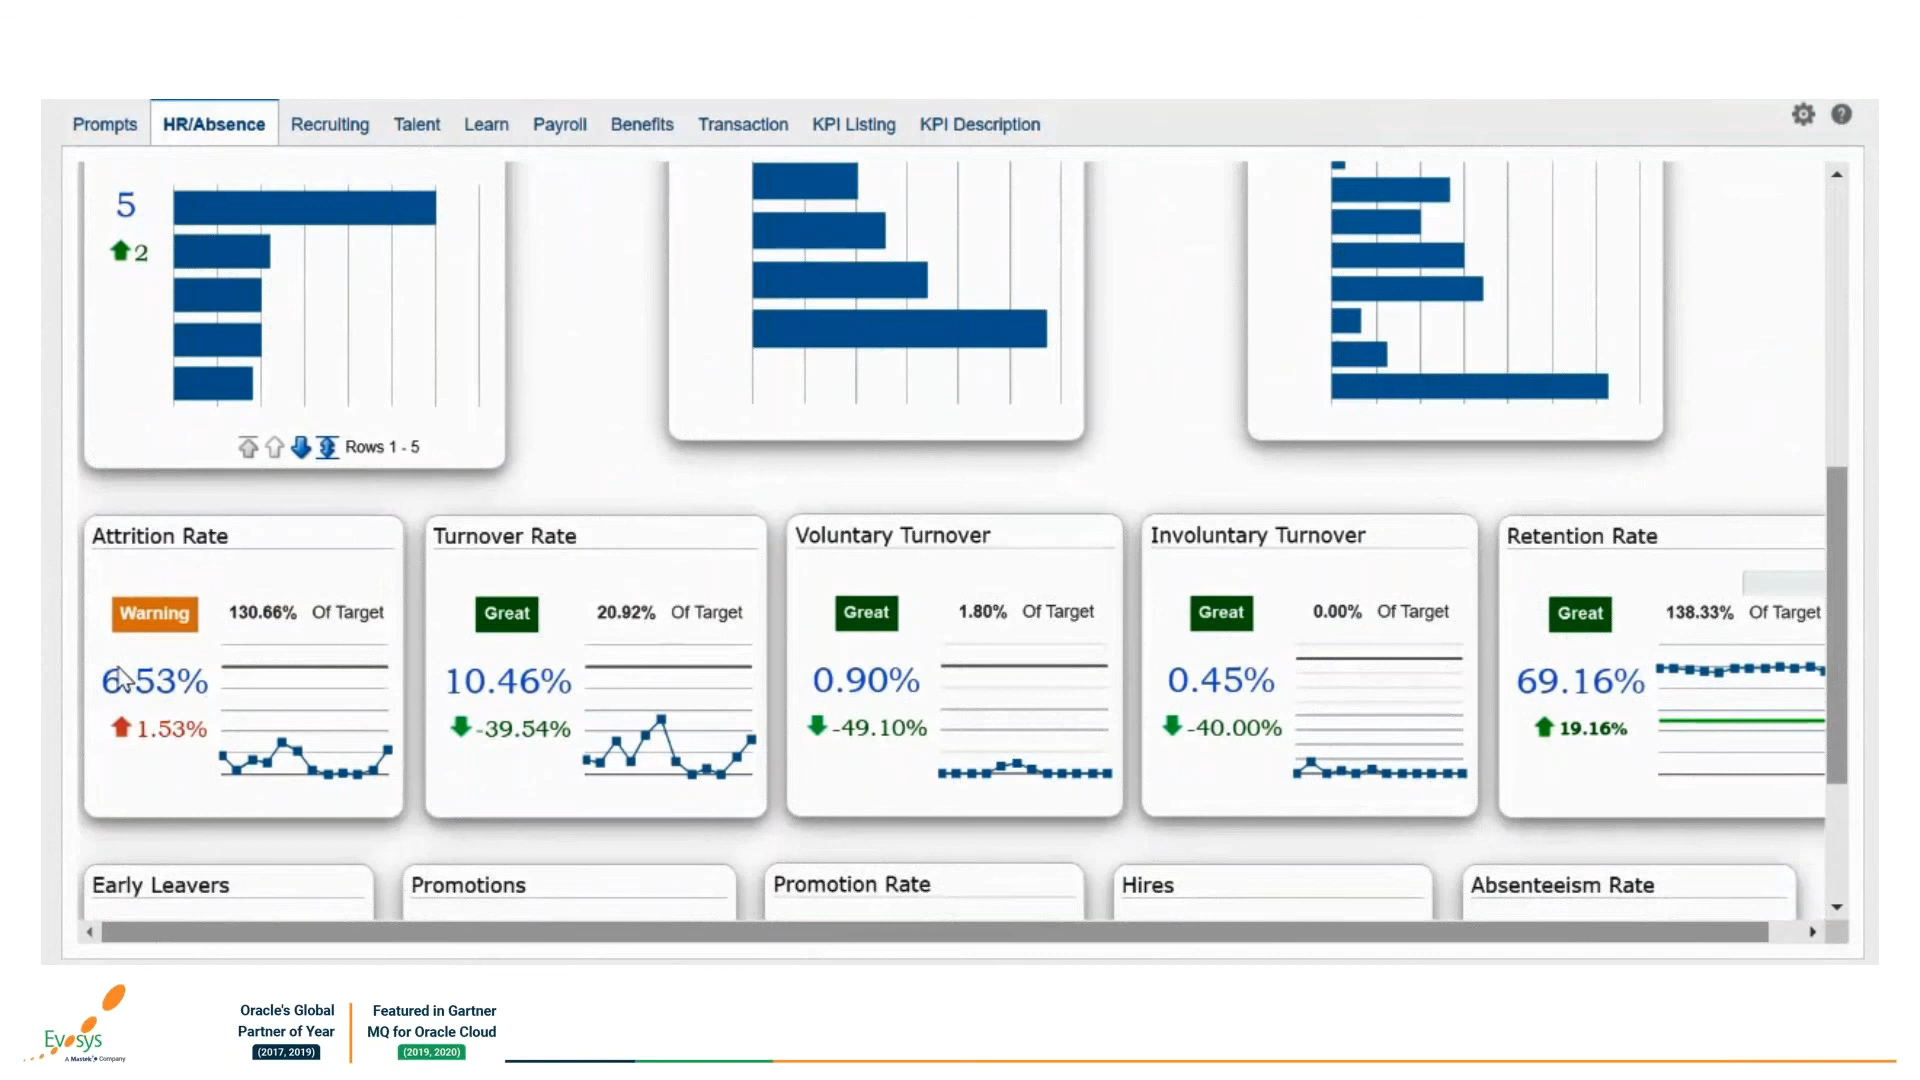 Prompts HR/Absence Recruiting Talent Learn Payroll Benefits Transaction KPI Listing KPI Description
5
2
Rows 1 - 5
Attrition Rate
Warning 130.66% Of Target
6.53%
1.53%
Turnover Rate
Great 20.92% Of Target
10.46%
-39.54%
Voluntary Turnover
Great 1.80% Of Target
0.90%
-49.10%
Involuntary Turnover
Great 0.00% Of Target
0.45%
-40.00%
Retention Rate
Great 138.33% Of Target
69.16%
19.16%
Early Leavers
Promotions
Promotion Rate
Hires
Absenteeism Rate
Evosys
A Mastek Company
Oracle's Global
Partner of Year
(2017, 2019)
Featured in Gartner
MQ for Oracle Cloud
(2019, 2020)